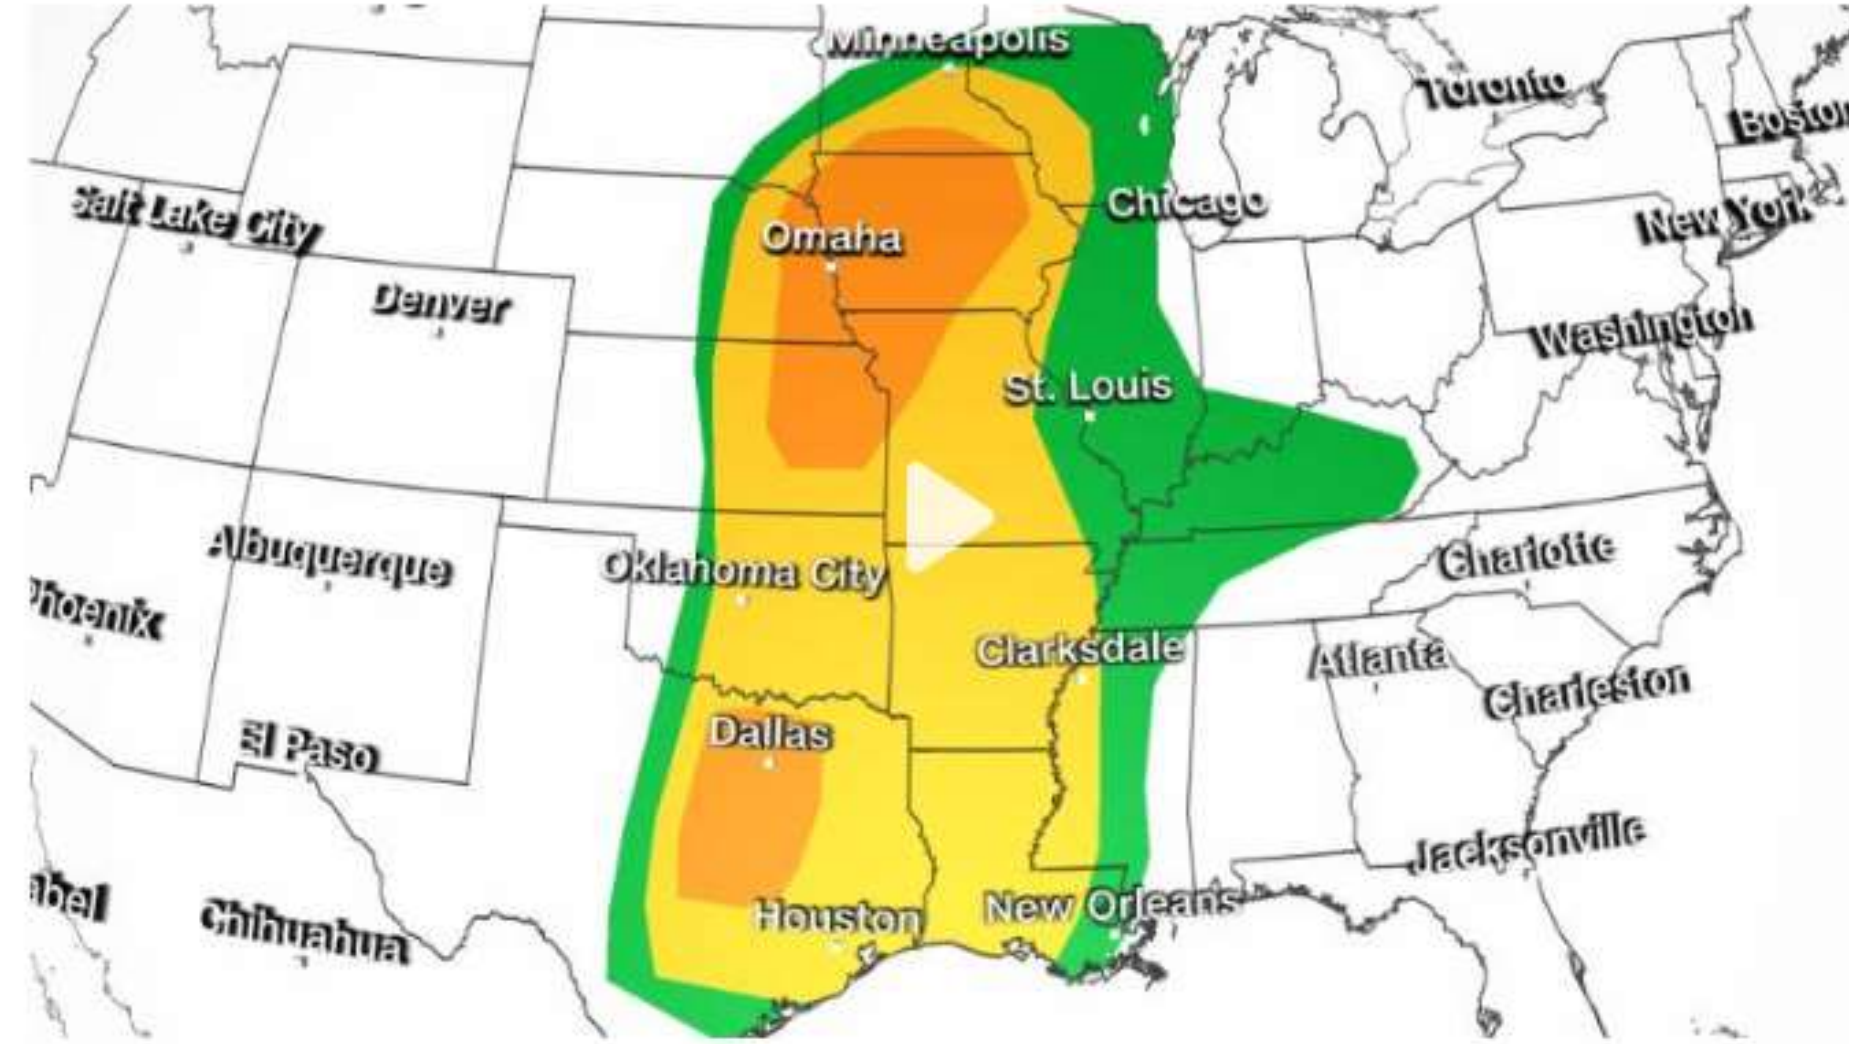 Minneapolis
Toronto
Boston
Salt Lake City
Chicago
New York
Omaha
Denver
Washington
St. Louis
Albuquerque
Oklahoma City
Charlotte
Phoenix
Clarksdale
Atlanta
Charleston
Dallas
El Paso
Jacksonville
abel
Chihuahua
Houston
New Orleans